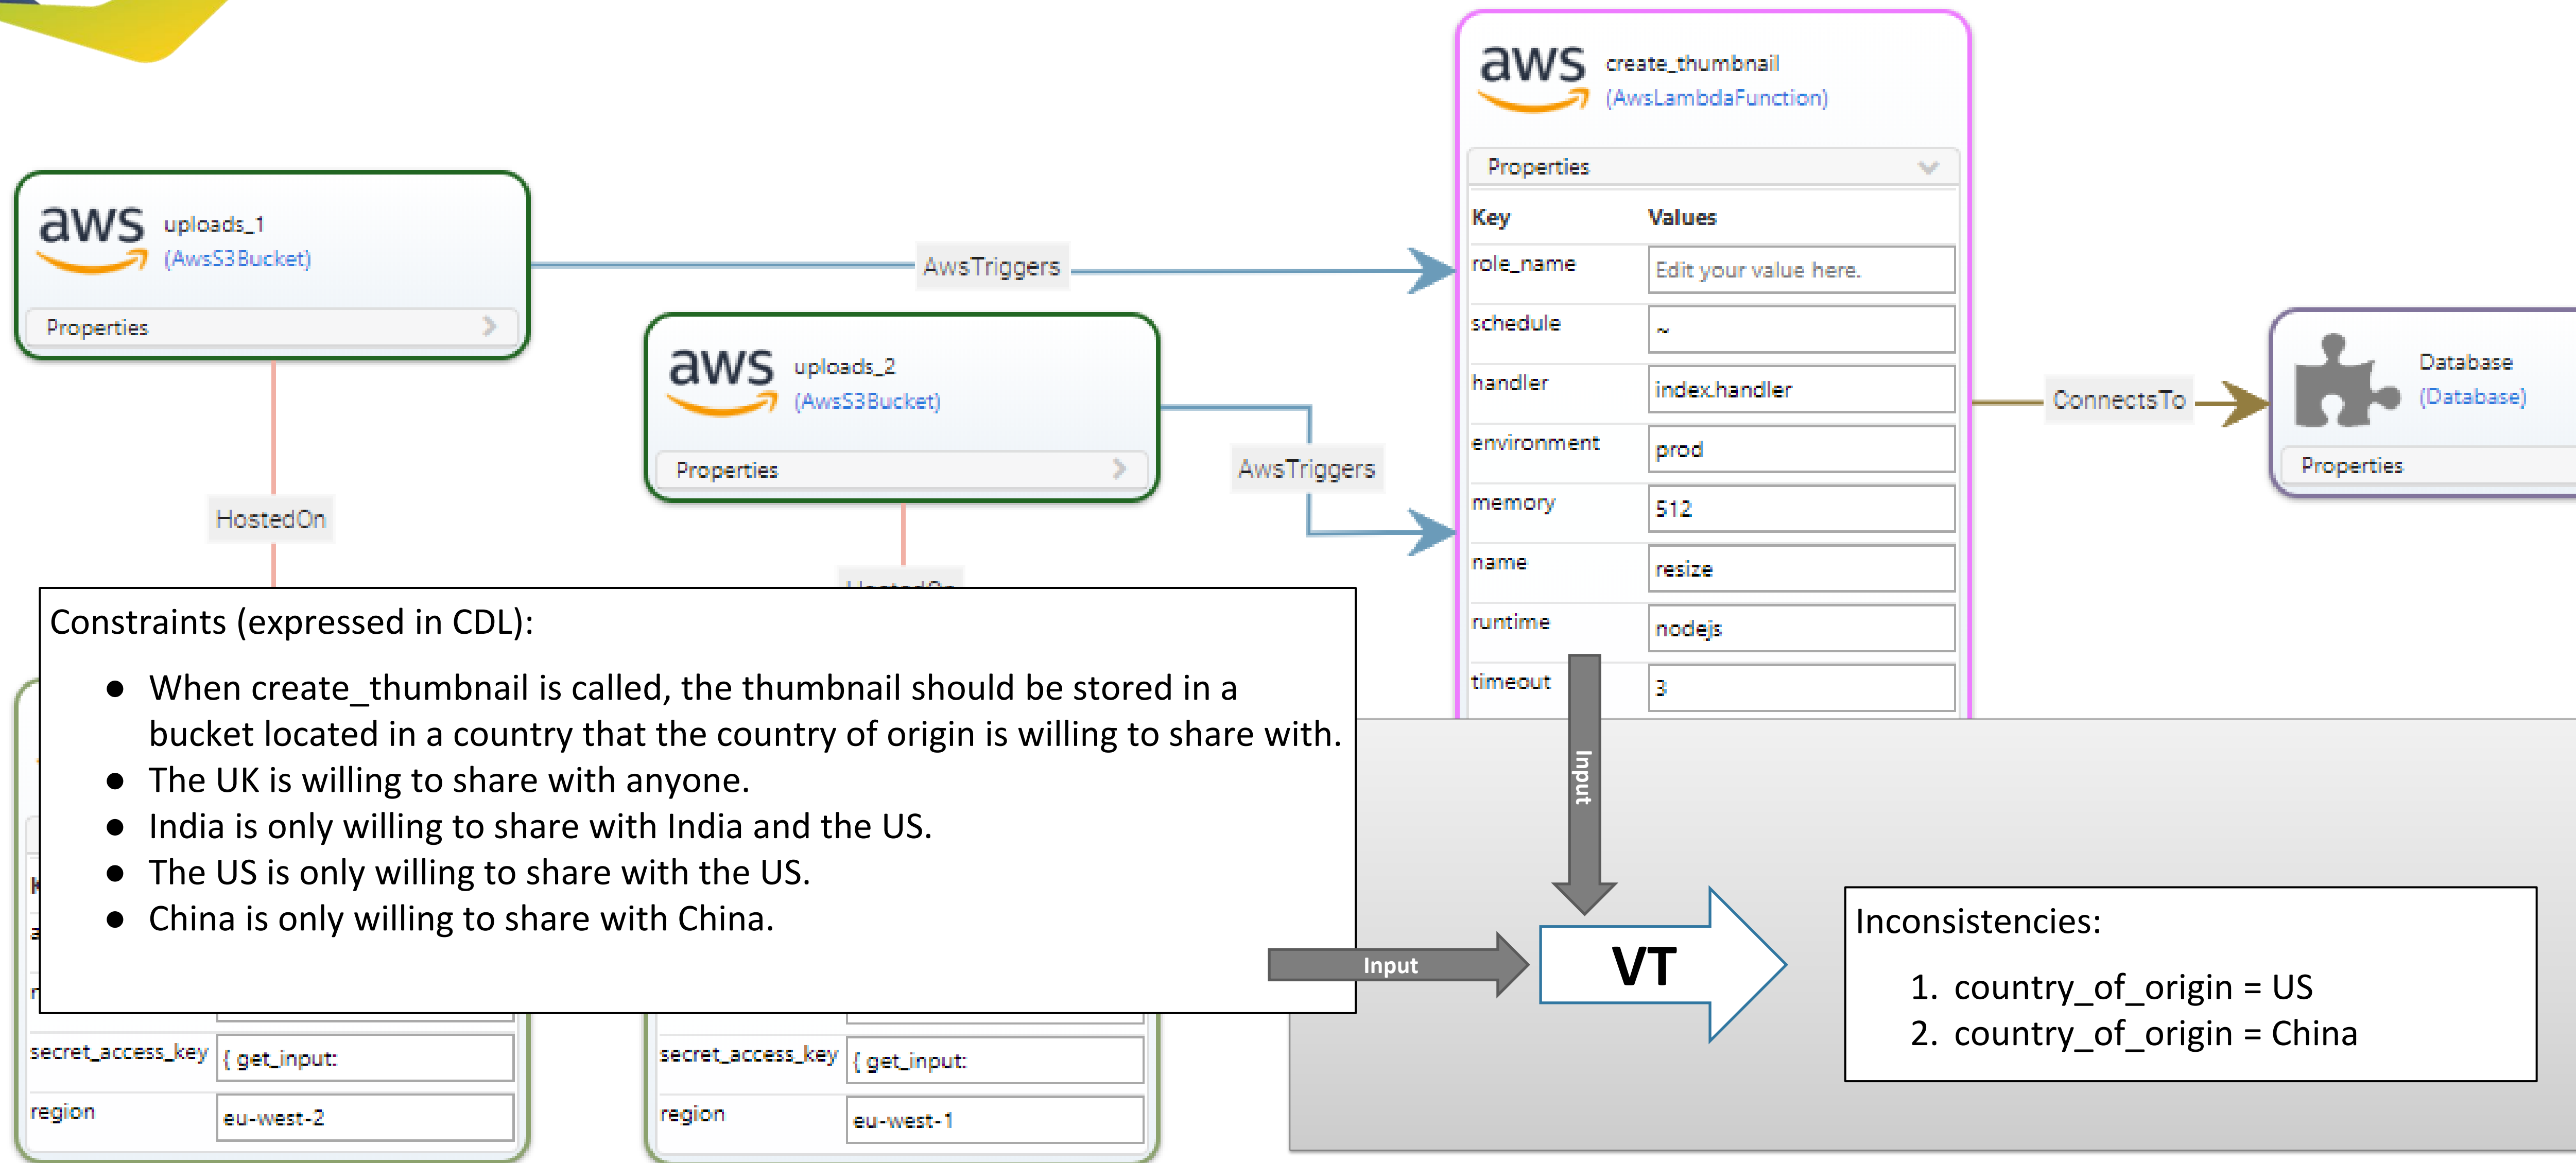 aws
create_thumbnail
(AwsLambdaFunction)
Properties
Key Values
role_name Edit your value here.
schedule ~
handler index.handler
environment prod
memory 512
name resize
runtime nodejs
timeout 3
aws
uploads_1
(AwsS3Bucket)
Properties
AwsTriggers
aws
uploads_2
(AwsS3Bucket)
Properties
AwsTriggers
ConnectsTo
Database
(Database)
Properties
HostedOn
HostedOn
Constraints (expressed in CDL):
● When create_thumbnail is called, the thumbnail should be stored in a
bucket located in a country that the country of origin is willing to share with.
● The UK is willing to share with anyone.
● India is only willing to share with India and the US.
● The US is only willing to share with the US.
● China is only willing to share with China.
Input
Input
VT
Inconsistencies:
1. country_of_origin = US
2. country_of_origin = China
secret_access_key { get_input:
region eu-west-2
secret_access_key { get_input:
region eu-west-1